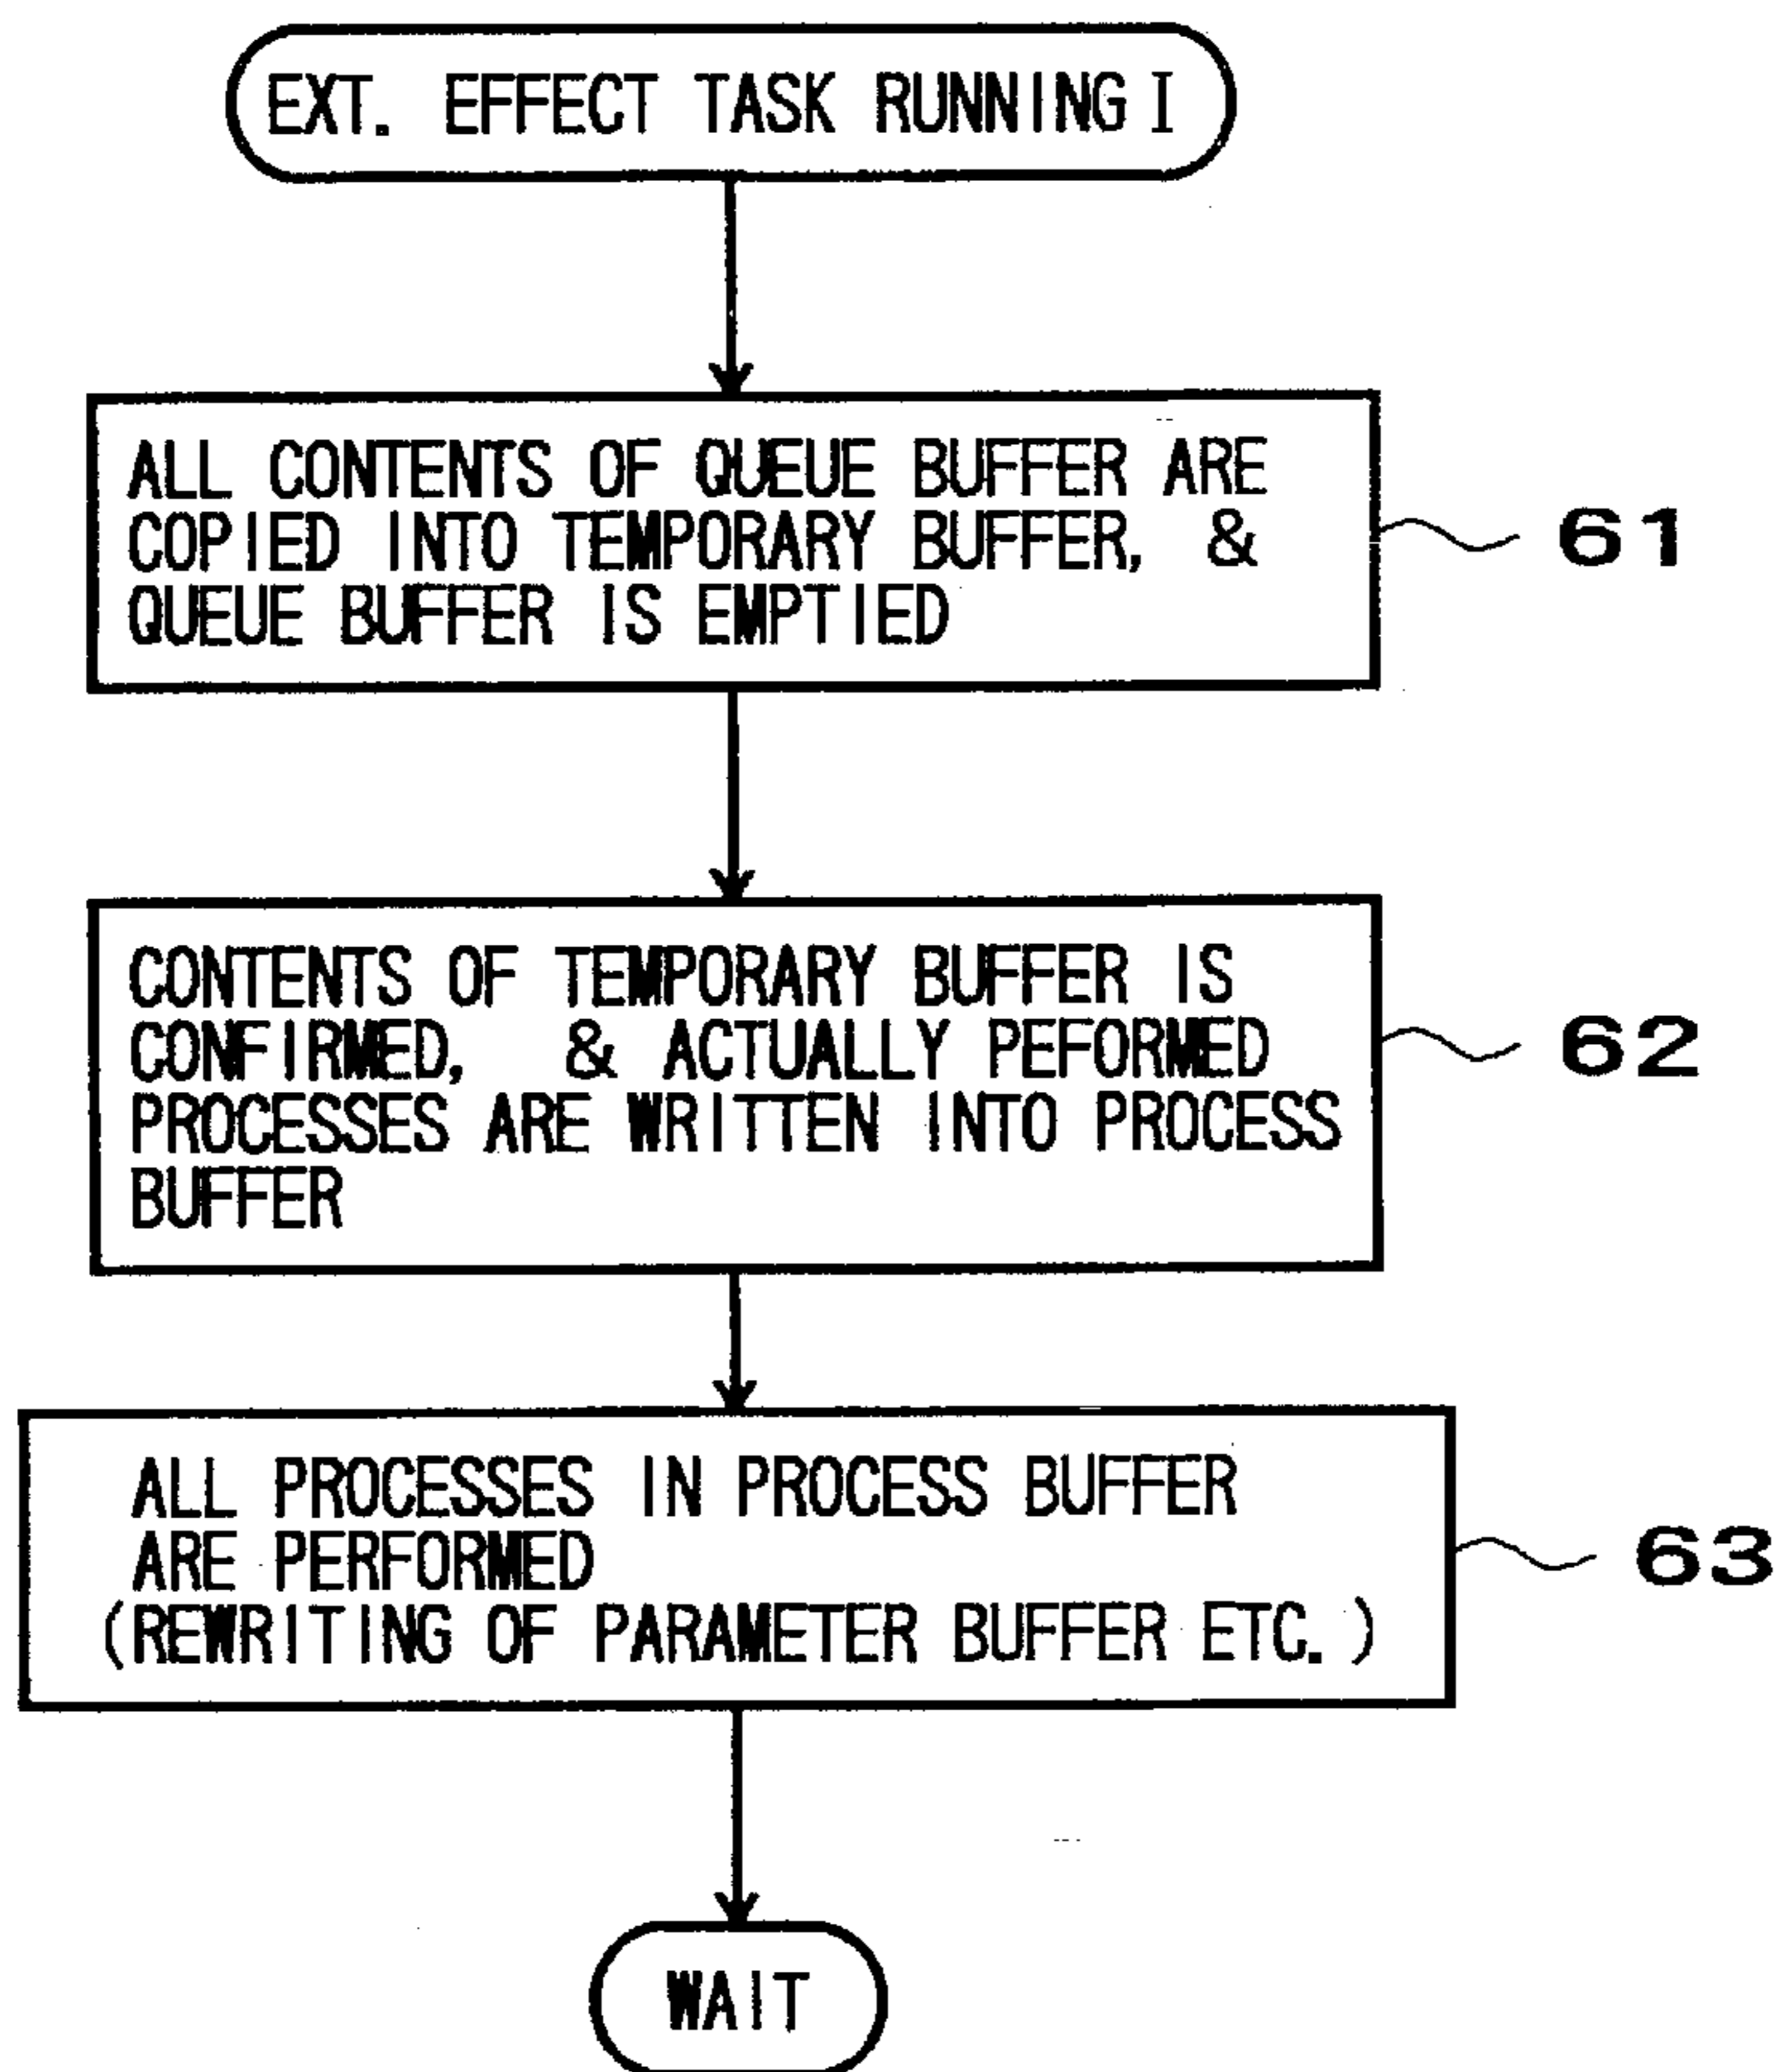 EXT. EFFECT TASK RUNNING I
ALL CONTENTS OF QUEUE BUFFER ARE
COPIED INTO TEMPORARY BUFFER, &
QUEUE BUFFER IS EMPTIED
61
CONTENTS OF TEMPORARY BUFFER IS
CONFIRMED, & ACTUALLY PEFORMED
PROCESSES ARE WRITTEN INTO PROCESS
BUFFER
62
ALL PROCESSES IN PROCESS BUFFER
ARE PERFORMED
(REWRITING OF PARAMETER BUFFER ETC.)
63
WAIT